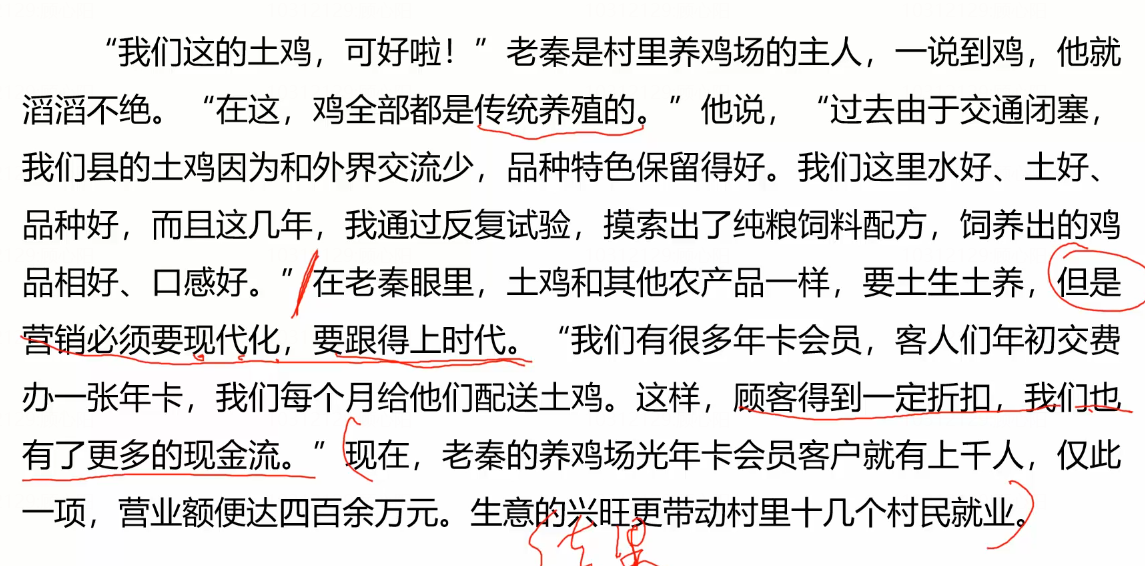 “我们这的土鸡，可好啦！”老秦是村里养鸡场的主人，一说到鸡，他就
滔滔不绝。“在这，鸡全部都是传统养殖的。”他说，“过去由于交通闭塞，
我们县的土鸡因为和外界交流少，品种特色保留得好。我们这里水好、土好、
品种好，而且这几年，我通过反复试验，摸索出了纯粮饲料配方，饲养出的鸡
品相好、口感好。”在老秦眼里，土鸡和其他农产品一样，要土生土养，但是
营销必须要现代化，要跟得上时代。“我们有很多年卡会员，客人们年初交费
办一张年卡，我们每个月给他们配送土鸡。这样，顾客得到一定折扣，我们也
有了更多的现金流。”现在，老秦的养鸡场光年卡会员客户就有上千人，仅此
一项，营业额便达四百余万元。生意的兴旺更带动村里十几个村民就业。
结果